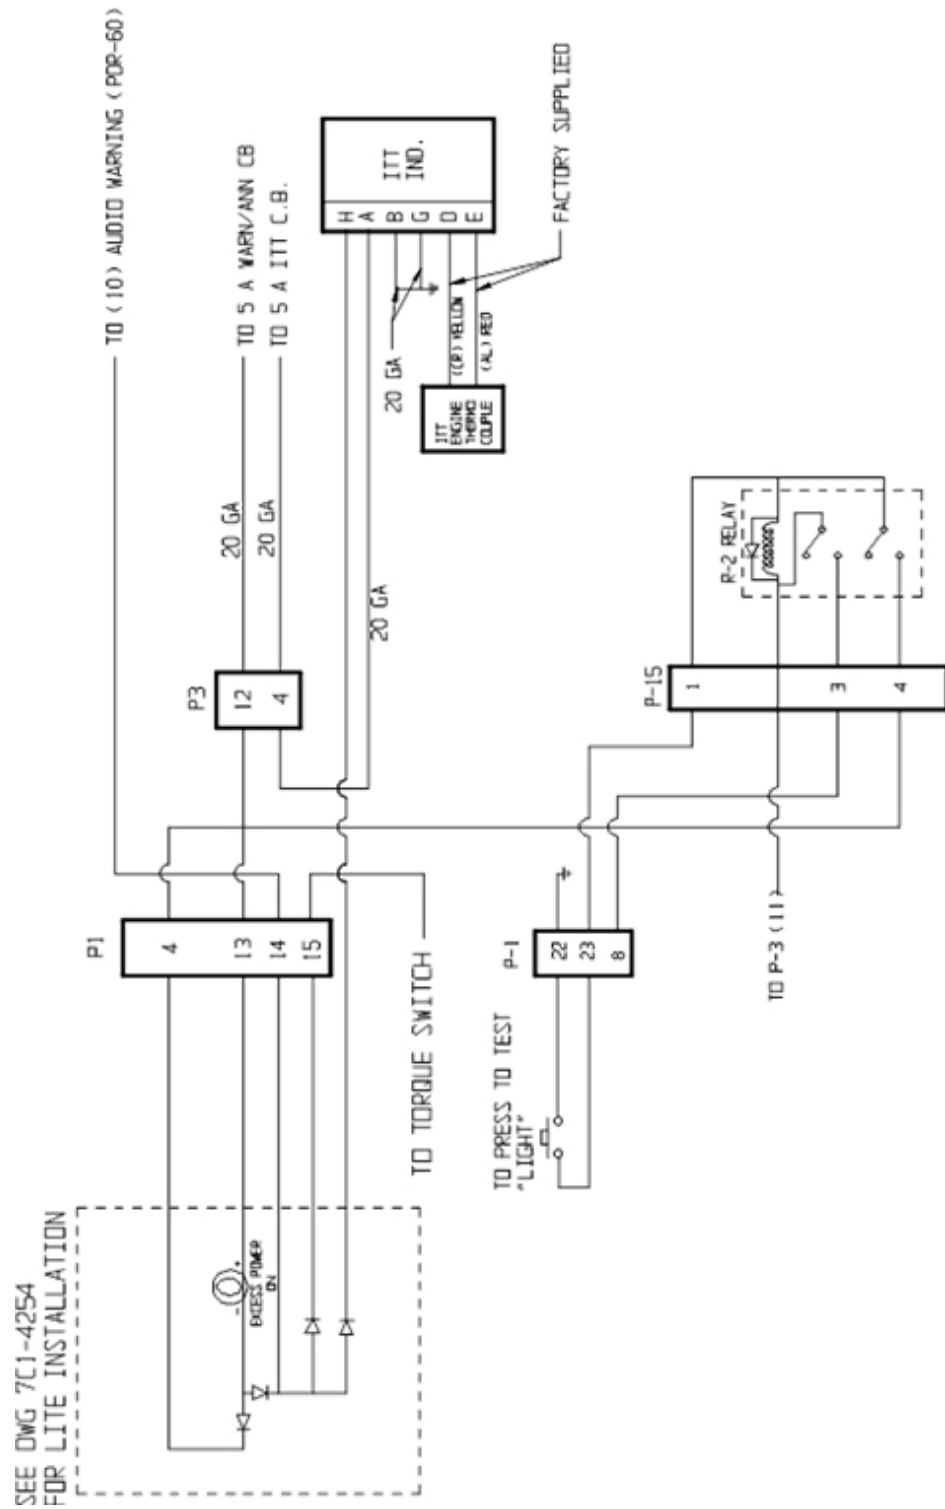 SEE DWG 7C1-4254
FOR LITE INSTALLATION
EXCESS POWER
ON
-
+
P1
4
13
14
15
TO TORQUE SWITCH
TO PRESS TO TEST
"LIGHT"
P-1
22
23
8
TO P-3 (11)
P3
12
4
20 GA
20 GA
20 GA
TO (10) AUDIO WARNING (PDR-60)
TO 5 A WARN/ANN CB
TO 5 A ITT C.B.
H
A
B
G
D
E
ITT
IND.
20 GA
(CR) YELLOW
(AL) RED
ITT
ENGINE
THERMO
COUPLE
FACTORY SUPPLIED
P-15
1
3
4
R-2 RELAY